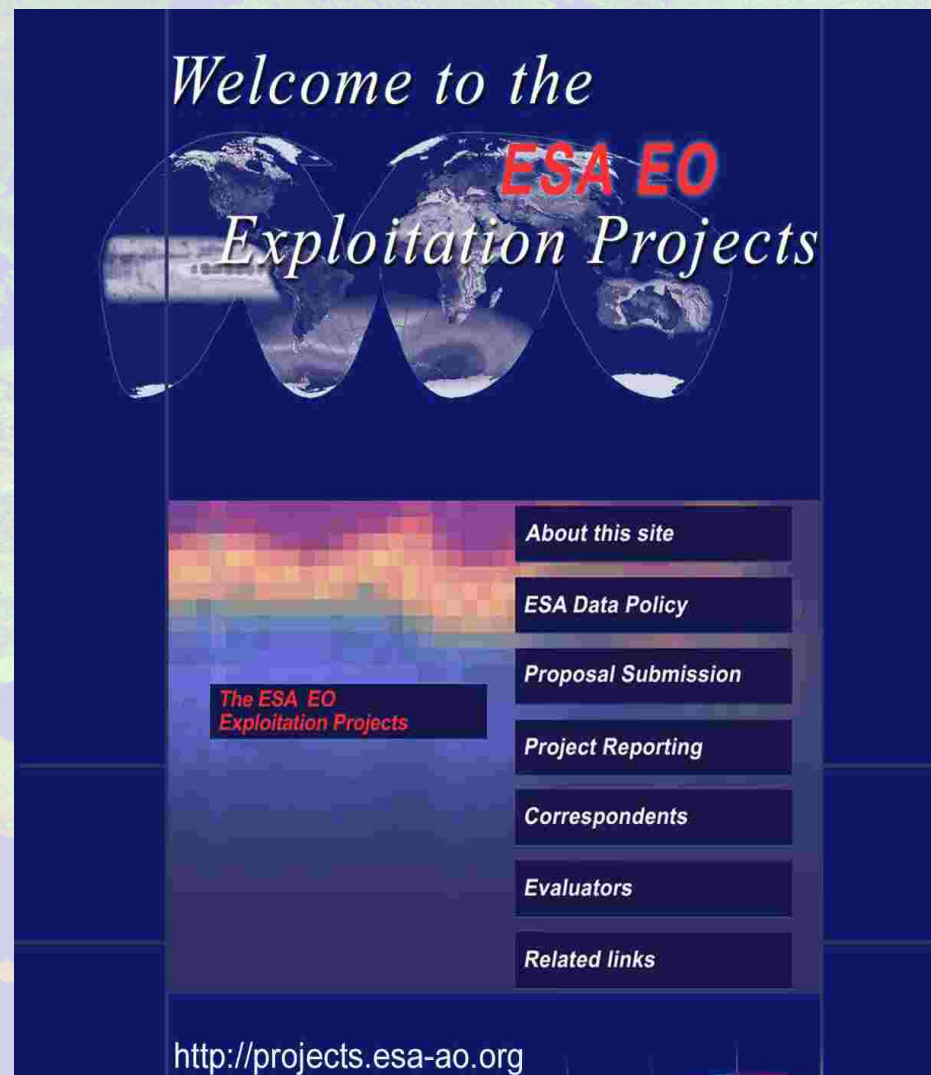 Welcome to the
ESA EO
Exploitation Projects
About this site
ESA Data Policy
Proposal Submission
The ESA EO
Exploitation Projects
Project Reporting
Correspondents
Evaluators
Related links
http://projects.esa-ao.org